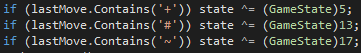 if (lastMove.Contains('+')) state ^= (GameState)5;
if (lastMove.Contains('#')) state ^= (GameState)13;
if (lastMove.Contains('~')) state ^= (GameState)17;